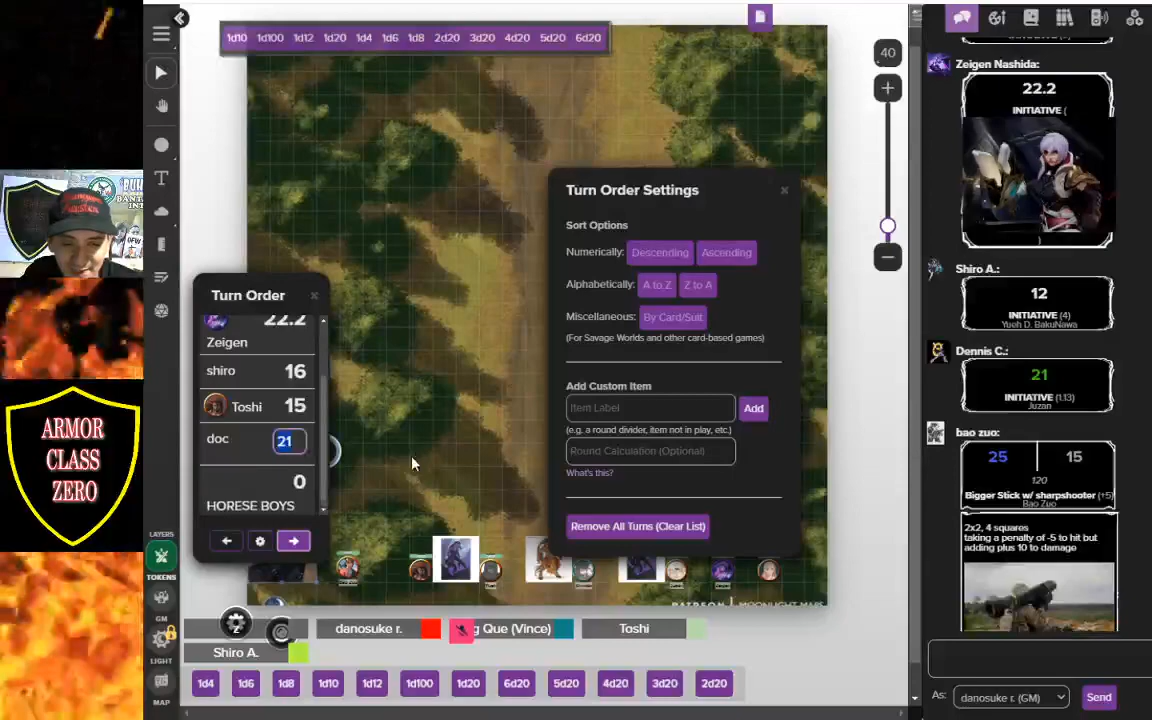 1d10 1d100 1d12 1d20 1d4 1d6 1d8 2d20 3d20 4d20 5d20 6d20
40
Zeigen Nashida:
22.2
INITIATIVE (
Shiro A.:
12
INITIATIVE (4)
Yueh D. BakuNawa
Dennis C.:
21
INITIATIVE (1.13)
Juzan
bao zuo:
25 15
120
Bigger Stick w/ sharpshooter (+5)
Bao Zuo
2x2, 4 squares
taking a penalty of -5 to hit but
adding plus 10 to damage
As: danosuke r. (GM) Send
Turn Order Settings
Sort Options
Numerically: Descending Ascending
Alphabetically: A to Z Z to A
Miscellaneous: By Card/Suit
(For Savage Worlds and other card-based games)
Add Custom Item
Item Label Add
(e.g. a round divider, item not in play, etc.)
Round Calculation (Optional)
What's this?
Remove All Turns (Clear List)
Turn Order
22.2
Zeigen
shiro 16
Toshi 15
doc 21
0
HORESE BOYS
LAYERS
TOKENS
GM
LIGHT
MAP
ARMOR
CLASS
ZERO
PATREON MOONLIGHT MAPS
danosuke r. g Que (Vince) Toshi
Shiro A.
1d4 1d6 1d8 1d10 1d12 1d100 1d20 6d20 5d20 4d20 3d20 2d20